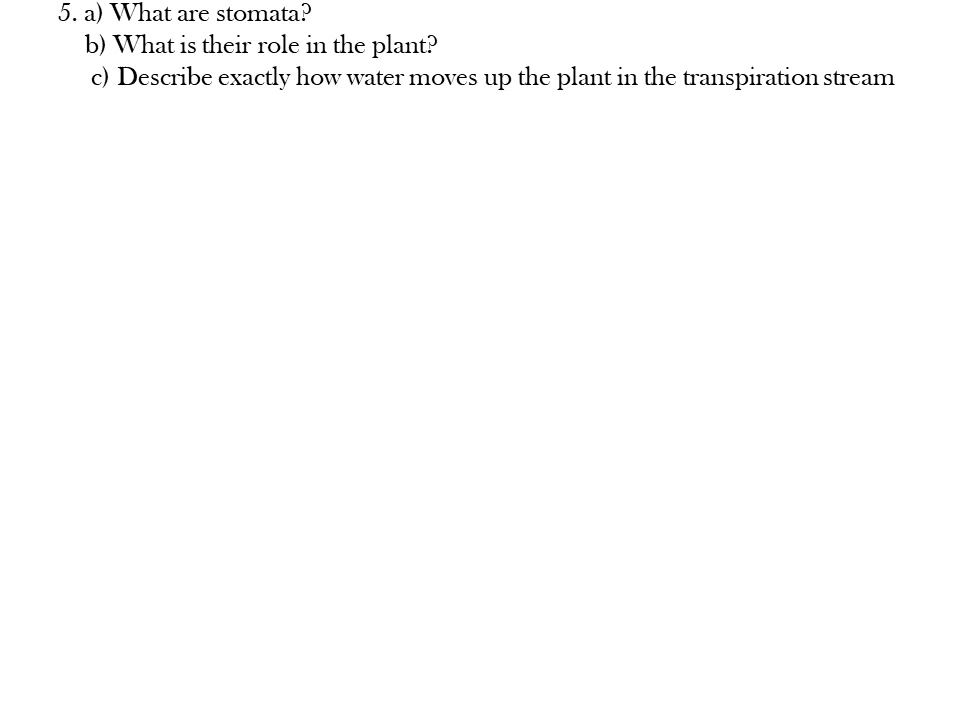 5. a) What are stomata?
b) What is their role in the plant?
c) Describe exactly how water moves up the plant in the transpiration stream